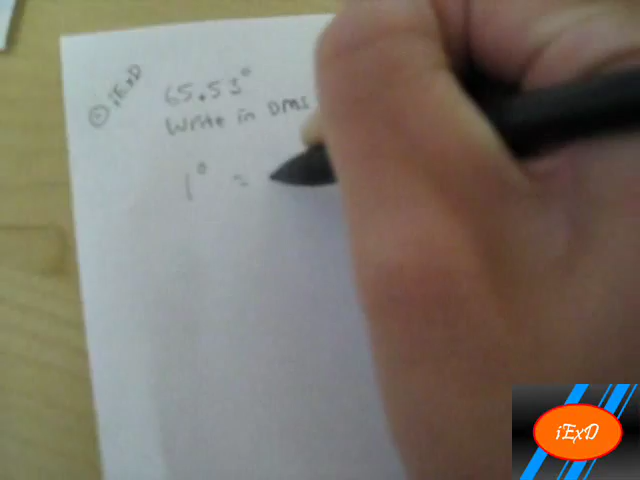 iExD
65.53°
Write in DMS
1° =
iExD